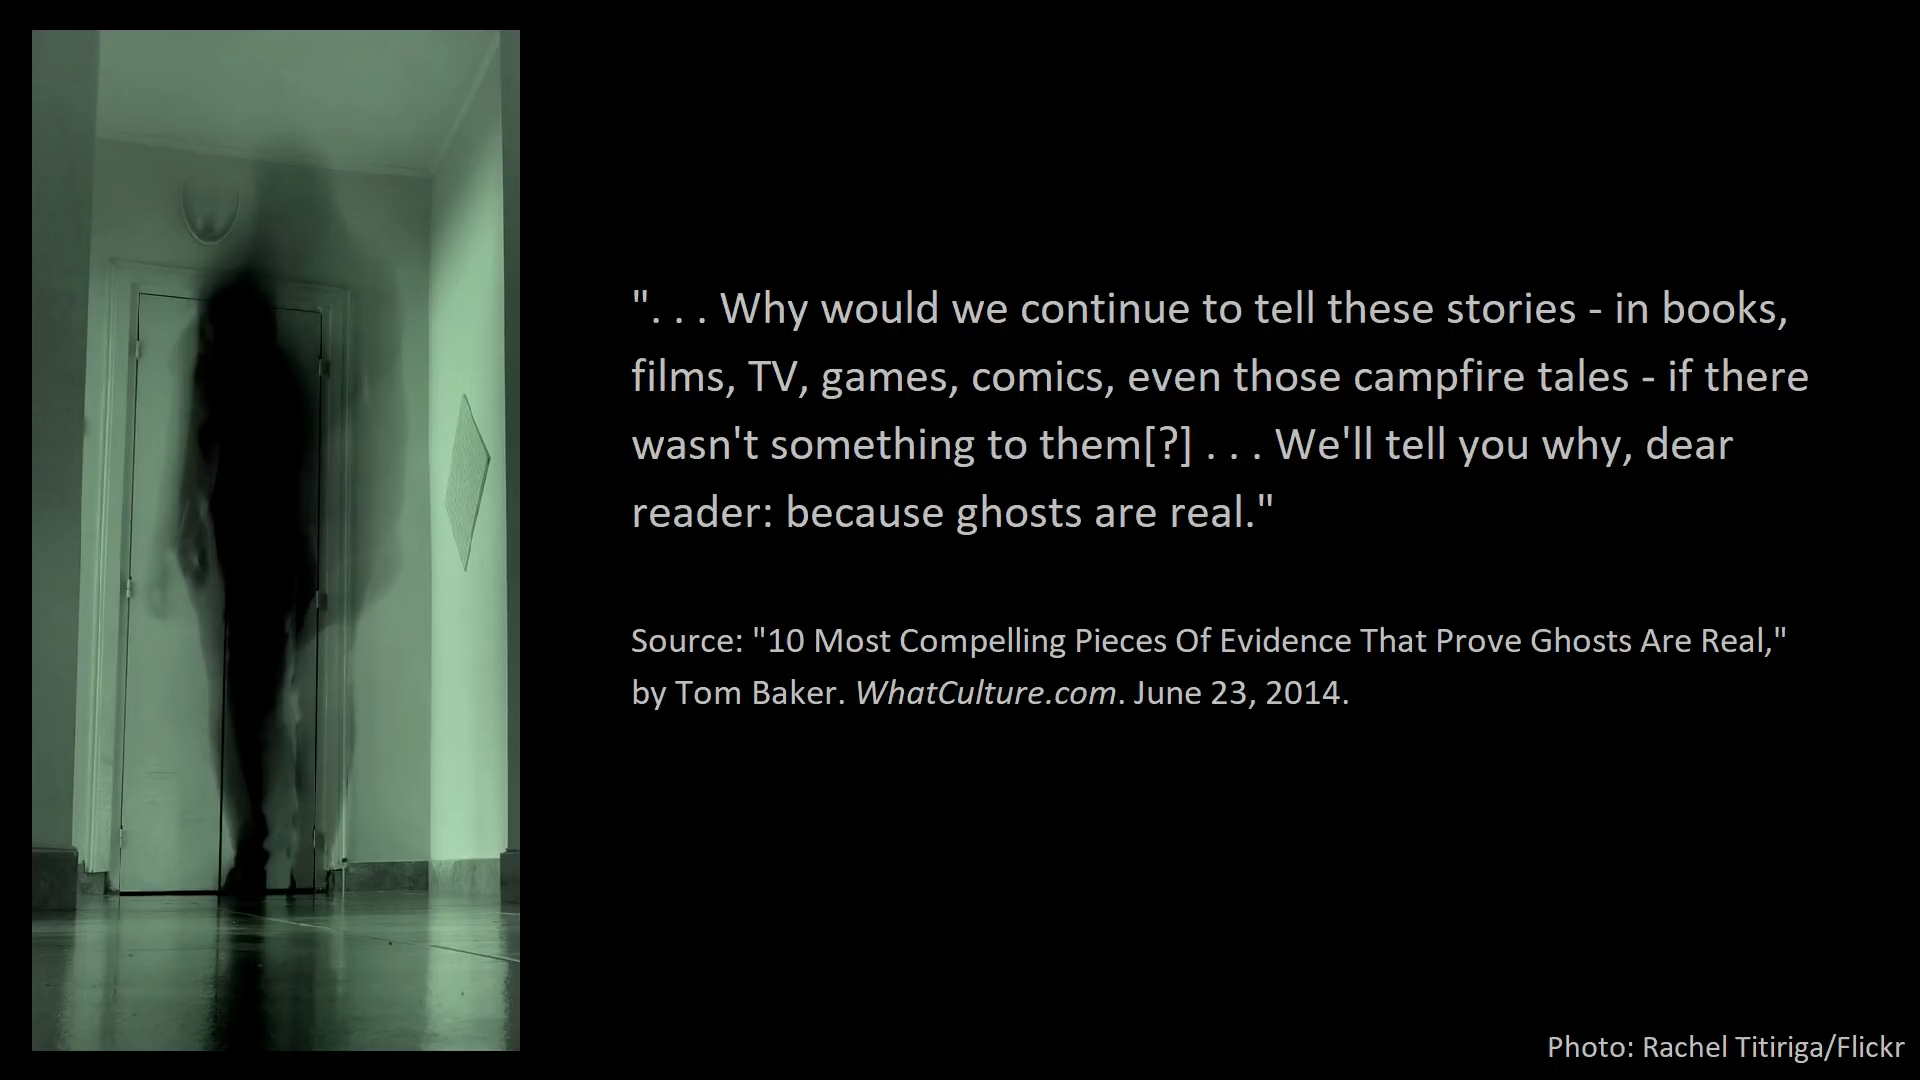 ". . . Why would we continue to tell these stories - in books,
films, TV, games, comics, even those campfire tales - if there
wasn't something to them[?] . . . We'll tell you why, dear
reader: because ghosts are real."
Source: "10 Most Compelling Pieces Of Evidence That Prove Ghosts Are Real,"
by Tom Baker. WhatCulture.com. June 23, 2014.
Photo: Rachel Titiriga/Flickr